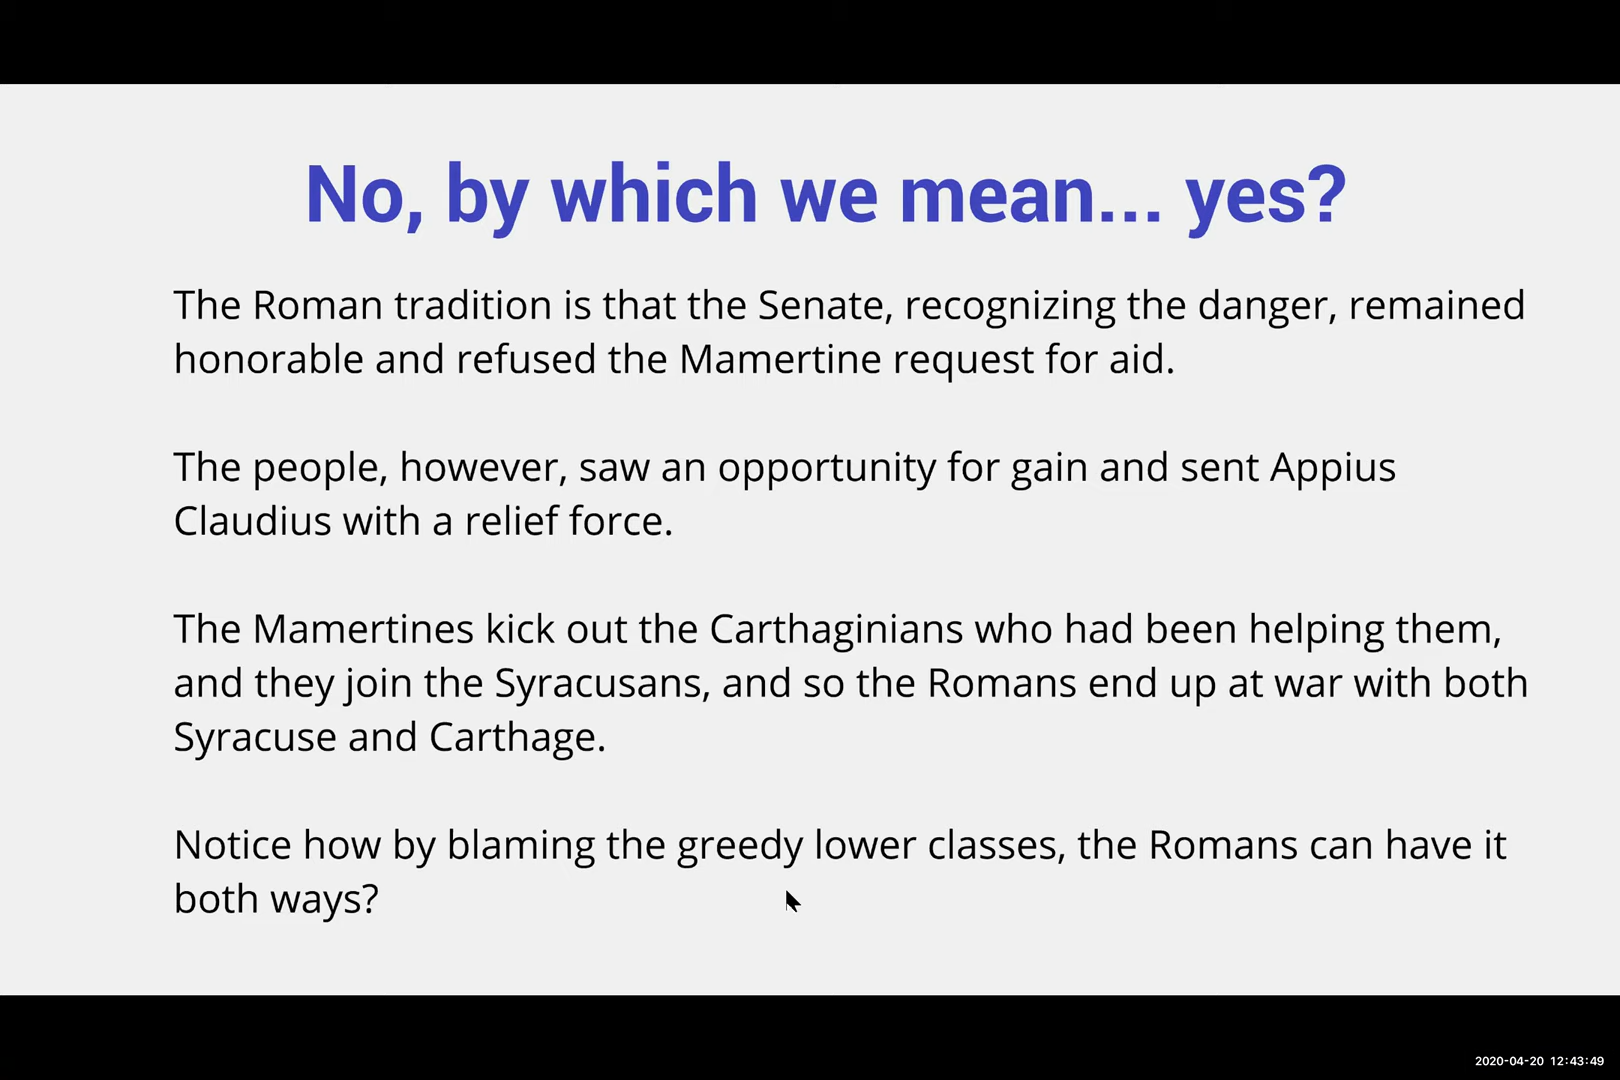 No, by which we mean... yes?
The Roman tradition is that the Senate, recognizing the danger, remained
honorable and refused the Mamertine request for aid.
The people, however, saw an opportunity for gain and sent Appius
Claudius with a relief force.
The Mamertines kick out the Carthaginians who had been helping them,
and they join the Syracusans, and so the Romans end up at war with both
Syracuse and Carthage.
Notice how by blaming the greedy lower classes, the Romans can have it
both ways?
2020-04-20 12:43:49